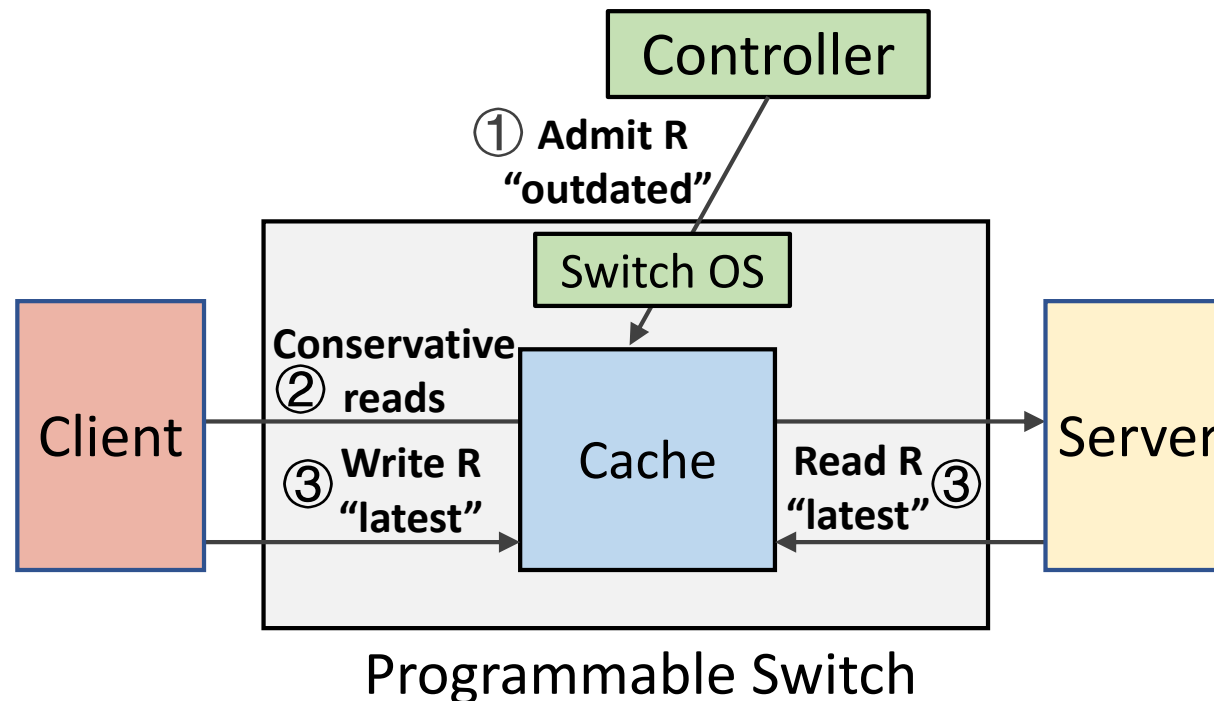 Controller
① Admit R
“outdated”
Switch OS
Conservative
② reads
Client
Cache
Server
③ Write R
“latest”
Read R ③
“latest”
Programmable Switch